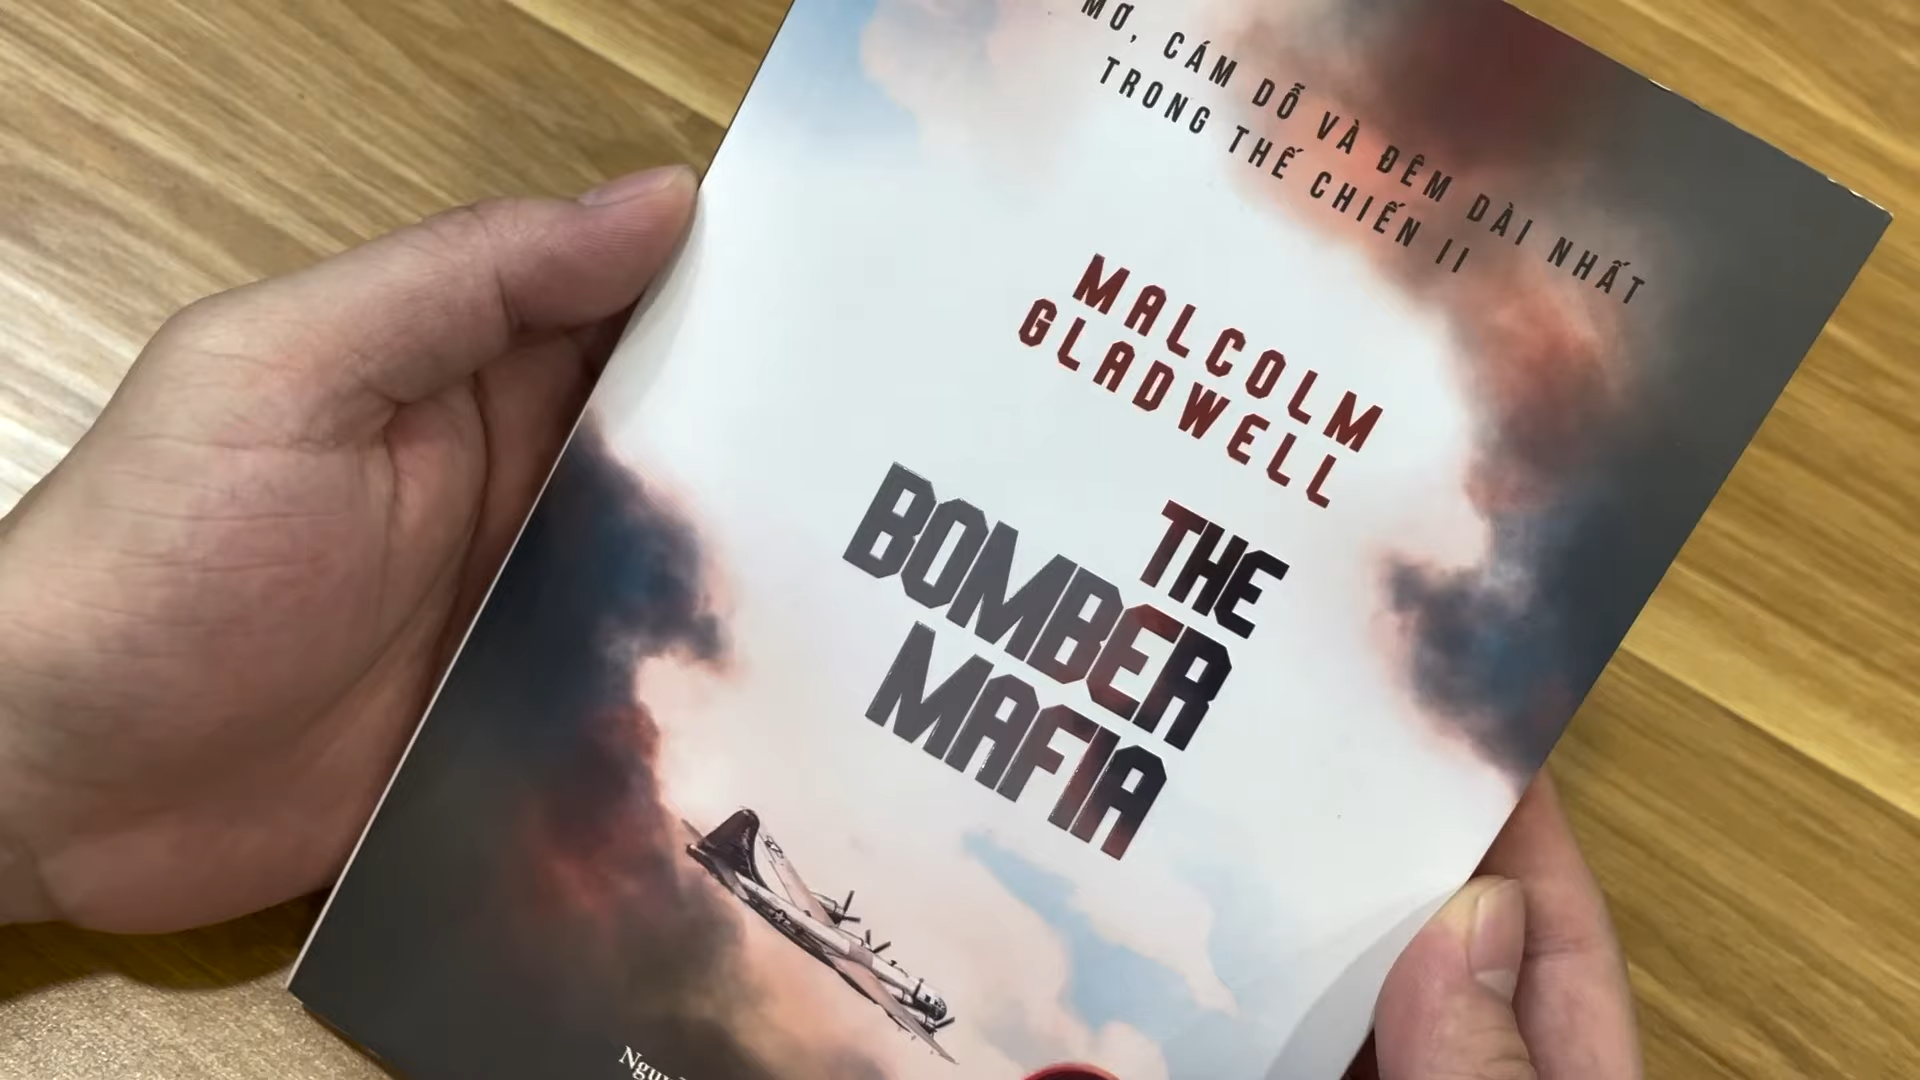 MƠ, CÁM DỖ VÀ ĐÊM DÀI NHẤT
TRONG THẾ CHIẾN II
MALCOLM
GLADWELL
THE
BOMBER
MAFIA